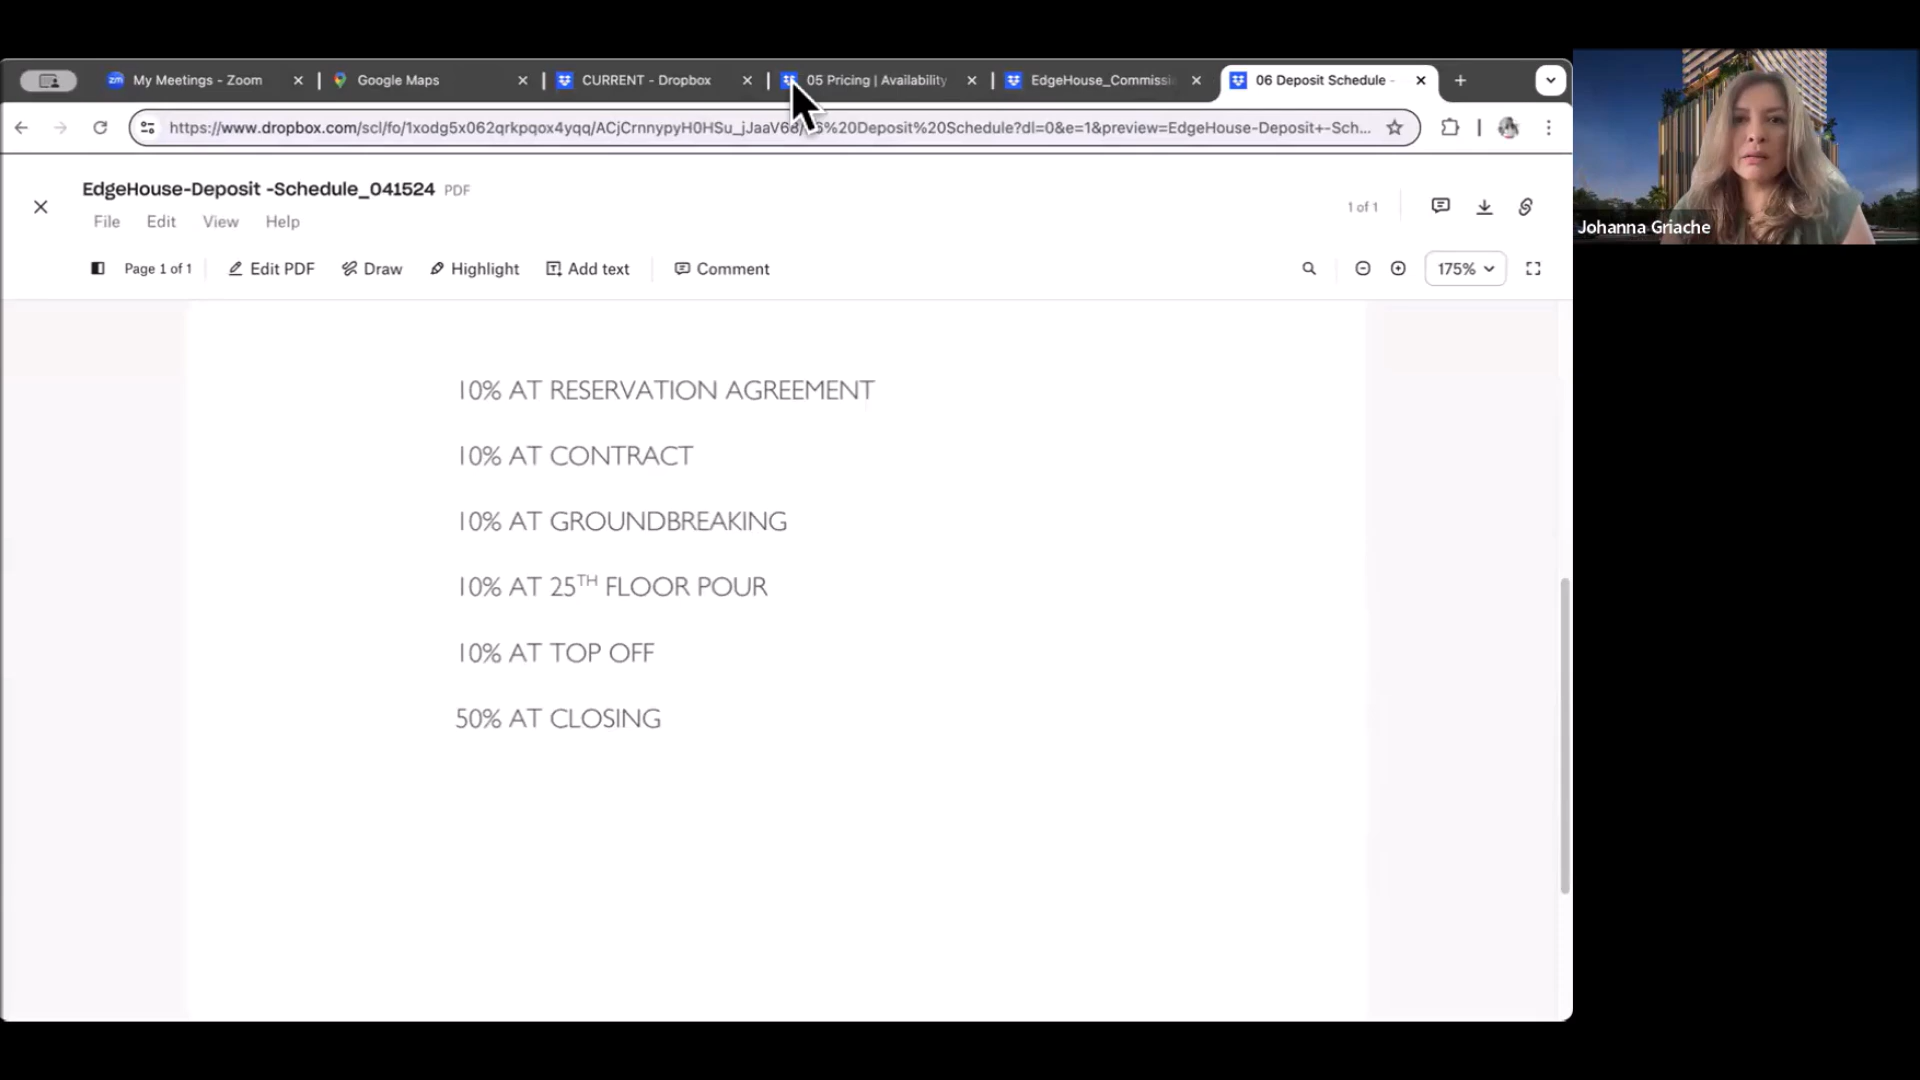 My Meetings - Zoom
Google Maps
CURRENT - Dropbox
05 Pricing | Availability
EdgeHouse_Commissi
06 Deposit Schedule -
https://www.dropbox.com/scl/fo/1xodg5x062qrkpqox4yqq/ACjCrnnypyH0HSu_jJaaV68/06%20Deposit%20Schedule?dl=0&e=1&preview=EdgeHouse-Deposit+-Sch...
EdgeHouse-Deposit -Schedule_041524 PDF
File Edit View Help
1 of 1
Page 1 of 1 Edit PDF Draw Highlight Add text Comment 175%
10% AT RESERVATION AGREEMENT
10% AT CONTRACT
10% AT GROUNDBREAKING
10% AT 25TH FLOOR POUR
10% AT TOP OFF
50% AT CLOSING
Johanna Griache